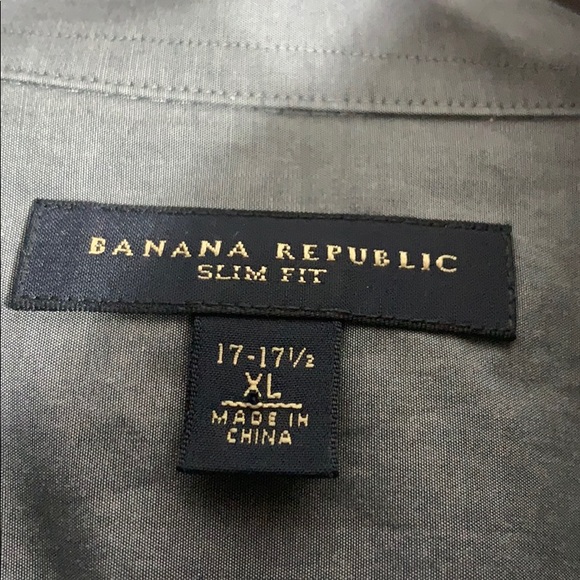 BANANA REPUBLIC
SLIM FIT
17-17½
XL
MADE IN
CHINA